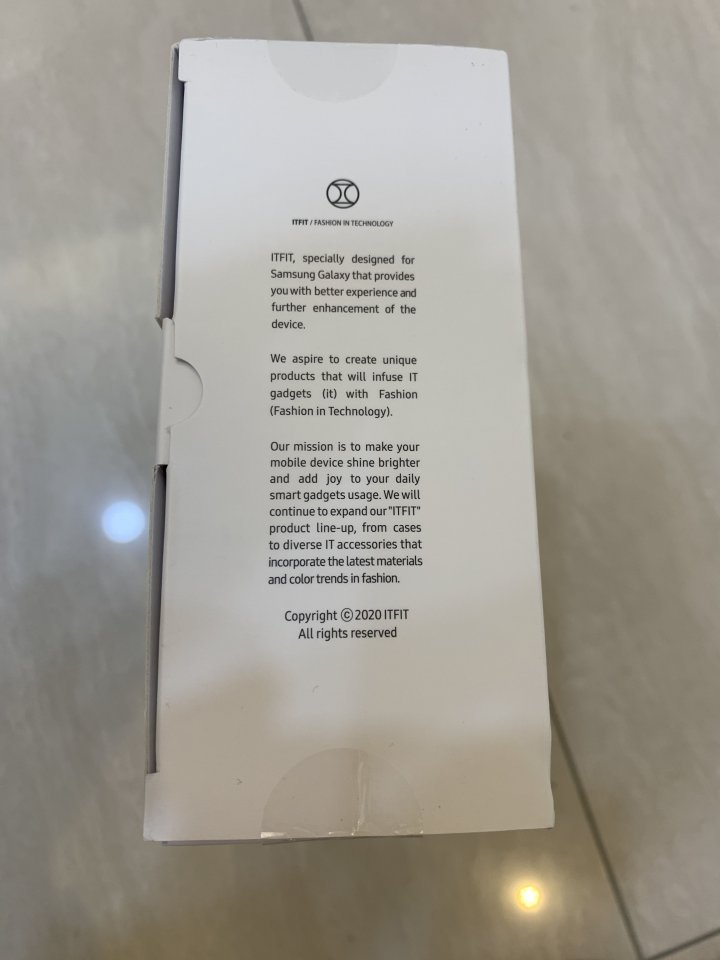 ITFIT / FASHION IN TECHNOLOGY
ITFIT, specially designed for
Samsung Galaxy that provides
you with better experience and
further enhancement of the
device.
We aspire to create unique
products that will infuse IT
gadgets (it) with Fashion
(Fashion in Technology).
Our mission is to make your
mobile device shine brighter
and add joy to your daily
smart gadgets usage. We will
continue to expand our "ITFIT"
product line-up, from cases
to diverse IT accessories that
incorporate the latest materials
and color trends in fashion.
Copyright ⓒ2020 ITFIT
All rights reserved